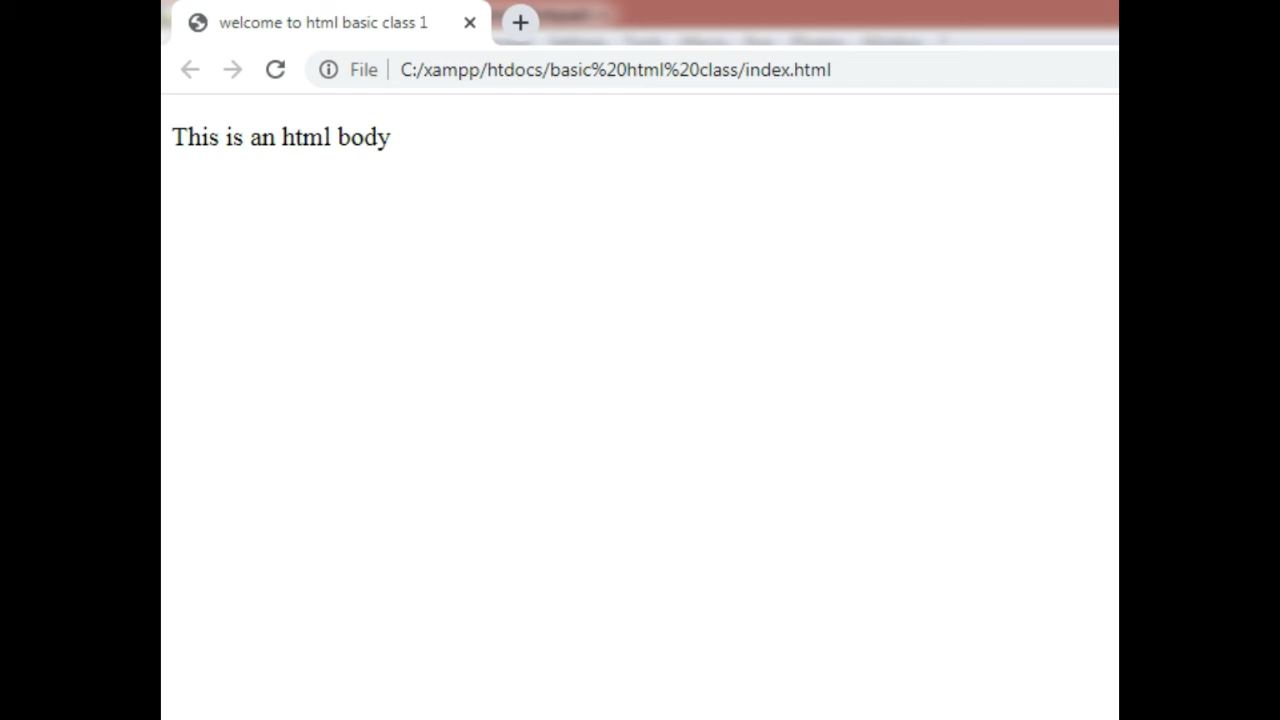 welcome to html basic class 1
File C:/xampp/htdocs/basic%20html%20class/index.html
This is an html body